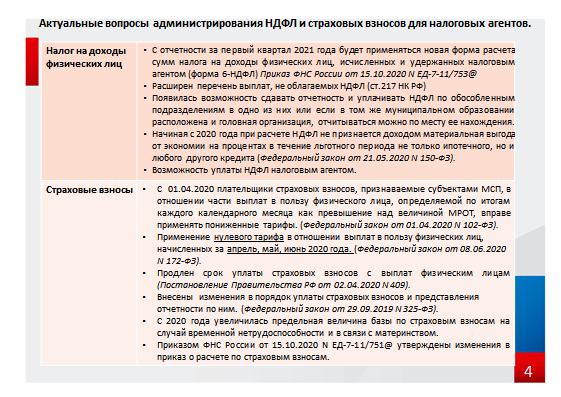 Актуальные вопросы администрирования НДФЛ и страховых взносов для налоговых агентов.
Налог на доходы
физических лиц
• С отчетности за первый квартал 2021 года будет применяться новая форма расчета
сумм налога на доходы физических лиц, исчисленных и удержанных налоговым
агентом (форма 6-НДФЛ) Приказ ФНС России от 15.10.2020 N ЕД-7-11/753@
• Расширен перечень выплат, не облагаемых НДФЛ (ст.217 НК РФ)
• Появилась возможность сдавать отчетность и уплачивать НДФЛ по обособленным
подразделениям в одно из них или если в том же муниципальном образовании
расположена и головная организация, отчитываться можно по месту ее нахождения.
• Начиная с 2020 года при расчете НДФЛ не признается доходом материальная выгода
от экономии на процентах в течение льготного периода не только ипотечного, но и
любого другого кредита (Федеральный закон от 21.05.2020 N 150-ФЗ).
• Возможность уплаты НДФЛ налоговым агентом.
Страховые взносы
• С 01.04.2020 плательщики страховых взносов, признаваемые субъектами МСП, в
отношении части выплат в пользу физического лица, определяемой по итогам
каждого календарного месяца как превышение над величиной МРОТ, вправе
применять пониженные тарифы. (Федеральный закон от 01.04.2020 N 102-ФЗ).
• Применение нулевого тарифа в отношении выплат в пользу физических лиц,
начисленных за апрель, май, июнь 2020 года. (Федеральный закон от 08.06.2020
N 172-ФЗ).
• Продлен срок уплаты страховых взносов с выплат физическим лицам
(Постановление Правительства РФ от 02.04.2020 N 409).
• Внесены изменения в порядок уплаты страховых взносов и представления
отчетности по ним. (Федеральный закон от 29.09.2019 N 325-ФЗ).
• С 2020 года увеличилась предельная величина базы по страховым взносам на
случай временной нетрудоспособности и в связи с материнством.
• Приказом ФНС России от 15.10.2020 N ЕД-7-11/751@ утверждены изменения в
приказ о расчете по страховым взносам.
4